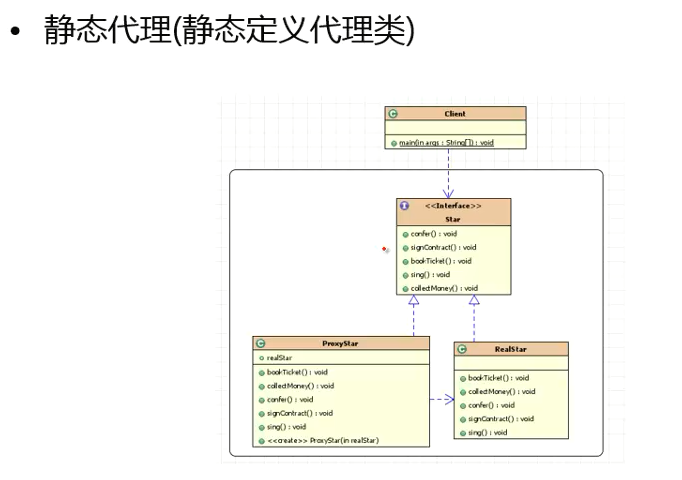 • 静态代理(静态定义代理类)
Client
main(in args : String[]) : void
<<Interface>>
Star
confer() : void
signContract() : void
bookTicket() : void
sing() : void
collectMoney() : void
ProxyStar
realStar
bookTicket() : void
collectMoney() : void
confer() : void
signContract() : void
sing() : void
<<create>> ProxyStar(in realStar)
RealStar
bookTicket() : void
collectMoney() : void
confer() : void
signContract() : void
sing() : void